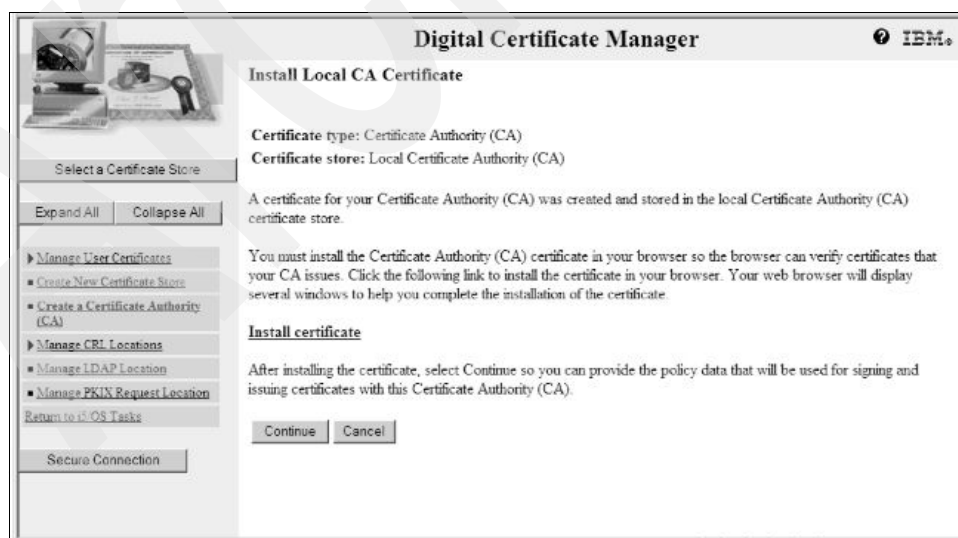 Digital Certificate Manager
IBM
Install Local CA Certificate
Certificate type: Certificate Authority (CA)
Certificate store: Local Certificate Authority (CA)
Select a Certificate Store
Expand All
Collapse All
Manage User Certificates
Create New Certificate Store
Create a Certificate Authority
(CA)
Manage CRL Locations
Manage LDAP Location
Manage PKIX Request Location
Return to i5/OS Tasks
Secure Connection
A certificate for your Certificate Authority (CA) was created and stored in the local Certificate Authority (CA)
certificate store.
You must install the Certificate Authority (CA) certificate in your browser so the browser can verify certificates that
your CA issues. Click the following link to install the certificate in your browser. Your web browser will display
several windows to help you complete the installation of the certificate.
Install certificate
After installing the certificate, select Continue so you can provide the policy data that will be used for signing and
issuing certificates with this Certificate Authority (CA).
Continue
Cancel